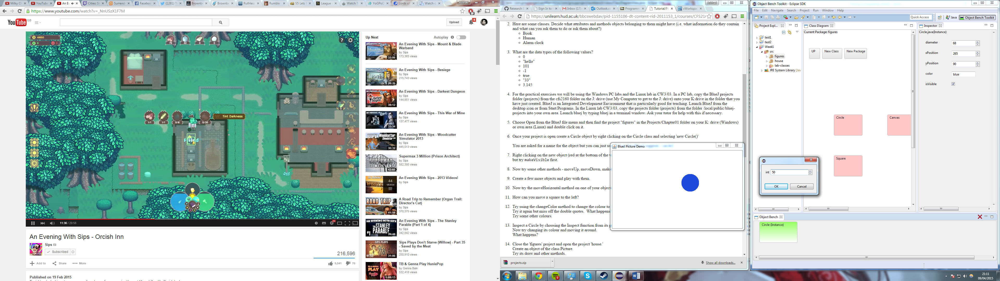 Milky C
YouTube
An Ev
Cities: S
Surrend
Faceboo
(1281) T
Brownb
Brownb
Ruthless
Rumble
S5 Lets
League
Watch T
YoGPoD
Lords of
Watch
Ashhad
https://www.youtube.com/watch?v=_NnUSzX1F7M
YouTube GB
Upload
4
48650
79
42
0
0
Tint Darkness
1/1
1/1
0/6
0/20
11:36 / 29:58
An Evening With Sips - Orcish Inn
Sips
Subscribed
216,596
Add to
Share
More
9,541
76
Published on 19 Feb 2015
Up Next
Autoplay
An Evening With Sips - Mount & Blade
Warband
by Sips
173,365 views
32:06
An Evening With Sips - Besiege
by Sips
215,743 views
20:25
An Evening With Sips - Darkest Dungeon
by Sips
144,851 views
39:12
An Evening With Sips - This War of Mine
by Sips
137,477 views
33:34
An Evening With Sips - Woodcutter
Simulator 2013
by Sips
445,013 views
30:32
Supermax 3 Million (Prison Architect)
by Sips
582,395 views
43:07
An Evening With Sips - 2013 Videos!
by Sips
44
VIDEOS
A Road Trip to Remember (Organ Trail:
Director's Cut)
by Sips
370,375 views
41:56
An Evening With Sips - The Stanley
Parable (Part 1 of 4)
by Sips
342,842 views
20:48
Sips Plays Don't Starve (Willow) - Part 35
- Saved by the Meat
by Sips
250,910 views
31:06
TB & Genna Play HuniePop
by Genna Bain
532,418 views
1:09:13
Research
Sign In to
Inbox (17)
Outlook.c
Programm
Tutorial/P
vWorkspac
Ashhad
https://unilearn.hud.ac.uk/bbcswebdav/pid-1155106-dt-content-rid-2011153_1/courses/CFS21
2. Here are some classes. Decide what attributes and methods objects belonging to them might have (i.e. what information do they contain
and what can you ask them to do or ask them about?)
Book
Human
Alarm clock
3. What are the data types of the following values?
0
"hello"
101
-1
true
"33"
3.145
4. For the practical exercises we will be using the Windows PC labs and the Linux lab in CW3/03. In a PC lab, copy the BlueJ projects
folder (projects) from the cfs2160 folder on the J: drive (use My Computer to get to the J: drive) onto your K:drive in the folder that you
have just created. BlueJ is an Integrated Development Environment that is particularly good for teaching. Launch BlueJ from the
desktop icon or from Start/Programs. In the Linux lab CW3/03, copy the projects folder (projects) from the folder /local/public/bluej-
projects into your own area. Launch bluej by typing bluej in a terminal window. Ask your tutor for help with this if necessary.
5. Choose Open from the BlueJ file menu and then find the project "figures" in the Projects/Chapter01 folder on your K: drive (Windows)
or own area (Linux) and double click on it.
6. Once your project is open create a Circle object by right clicking on the Circle class and selecting 'new Circle()'
You are asked for a name for the object but you can just us
7. Right clicking on the new object (red at the bottom of the
but try makeVisible first.
8. Now try some other methods - moveUp, moveDown, mak
9. Create a few more objects and play with them.
10. Now try the moveHorizontal method on one of your object
11. How can you move a square to the left?
12. Try using the changeColor method to change the colour to
Try it again but miss off the double quotes. What happens
Try some other colours.
13. Inspect a Circle by choosing the Inspect function from its
Now try changing its colour and moving it around.
What happens?
14. Close the 'figures' project and open the project 'house.'
Create an object of the class Picture.
Try its draw and other methods.
BlueJ Picture Demo
projects.zip
Show all downloads...
Object Bench Toolkit - Eclipse SDK
File Edit Navigate Search Project Run Window Help
Quick Access
Java
Object Bench Toolkit
Project Expl...
test1
test2
Week1
src
figures
house
lab-classes
JRE System Library [Jav
Class Diagram
Current Package: figures
UP
New Class
New Package
Circle
Canvas
Square
Inspector
Circle.java(Instance)
diameter 68
xPosition 265
yPosition 90
color blue
isVisible
int 50
OK
Cancel
Object Bench
Circle (Instance)
21:11
09/04/2015